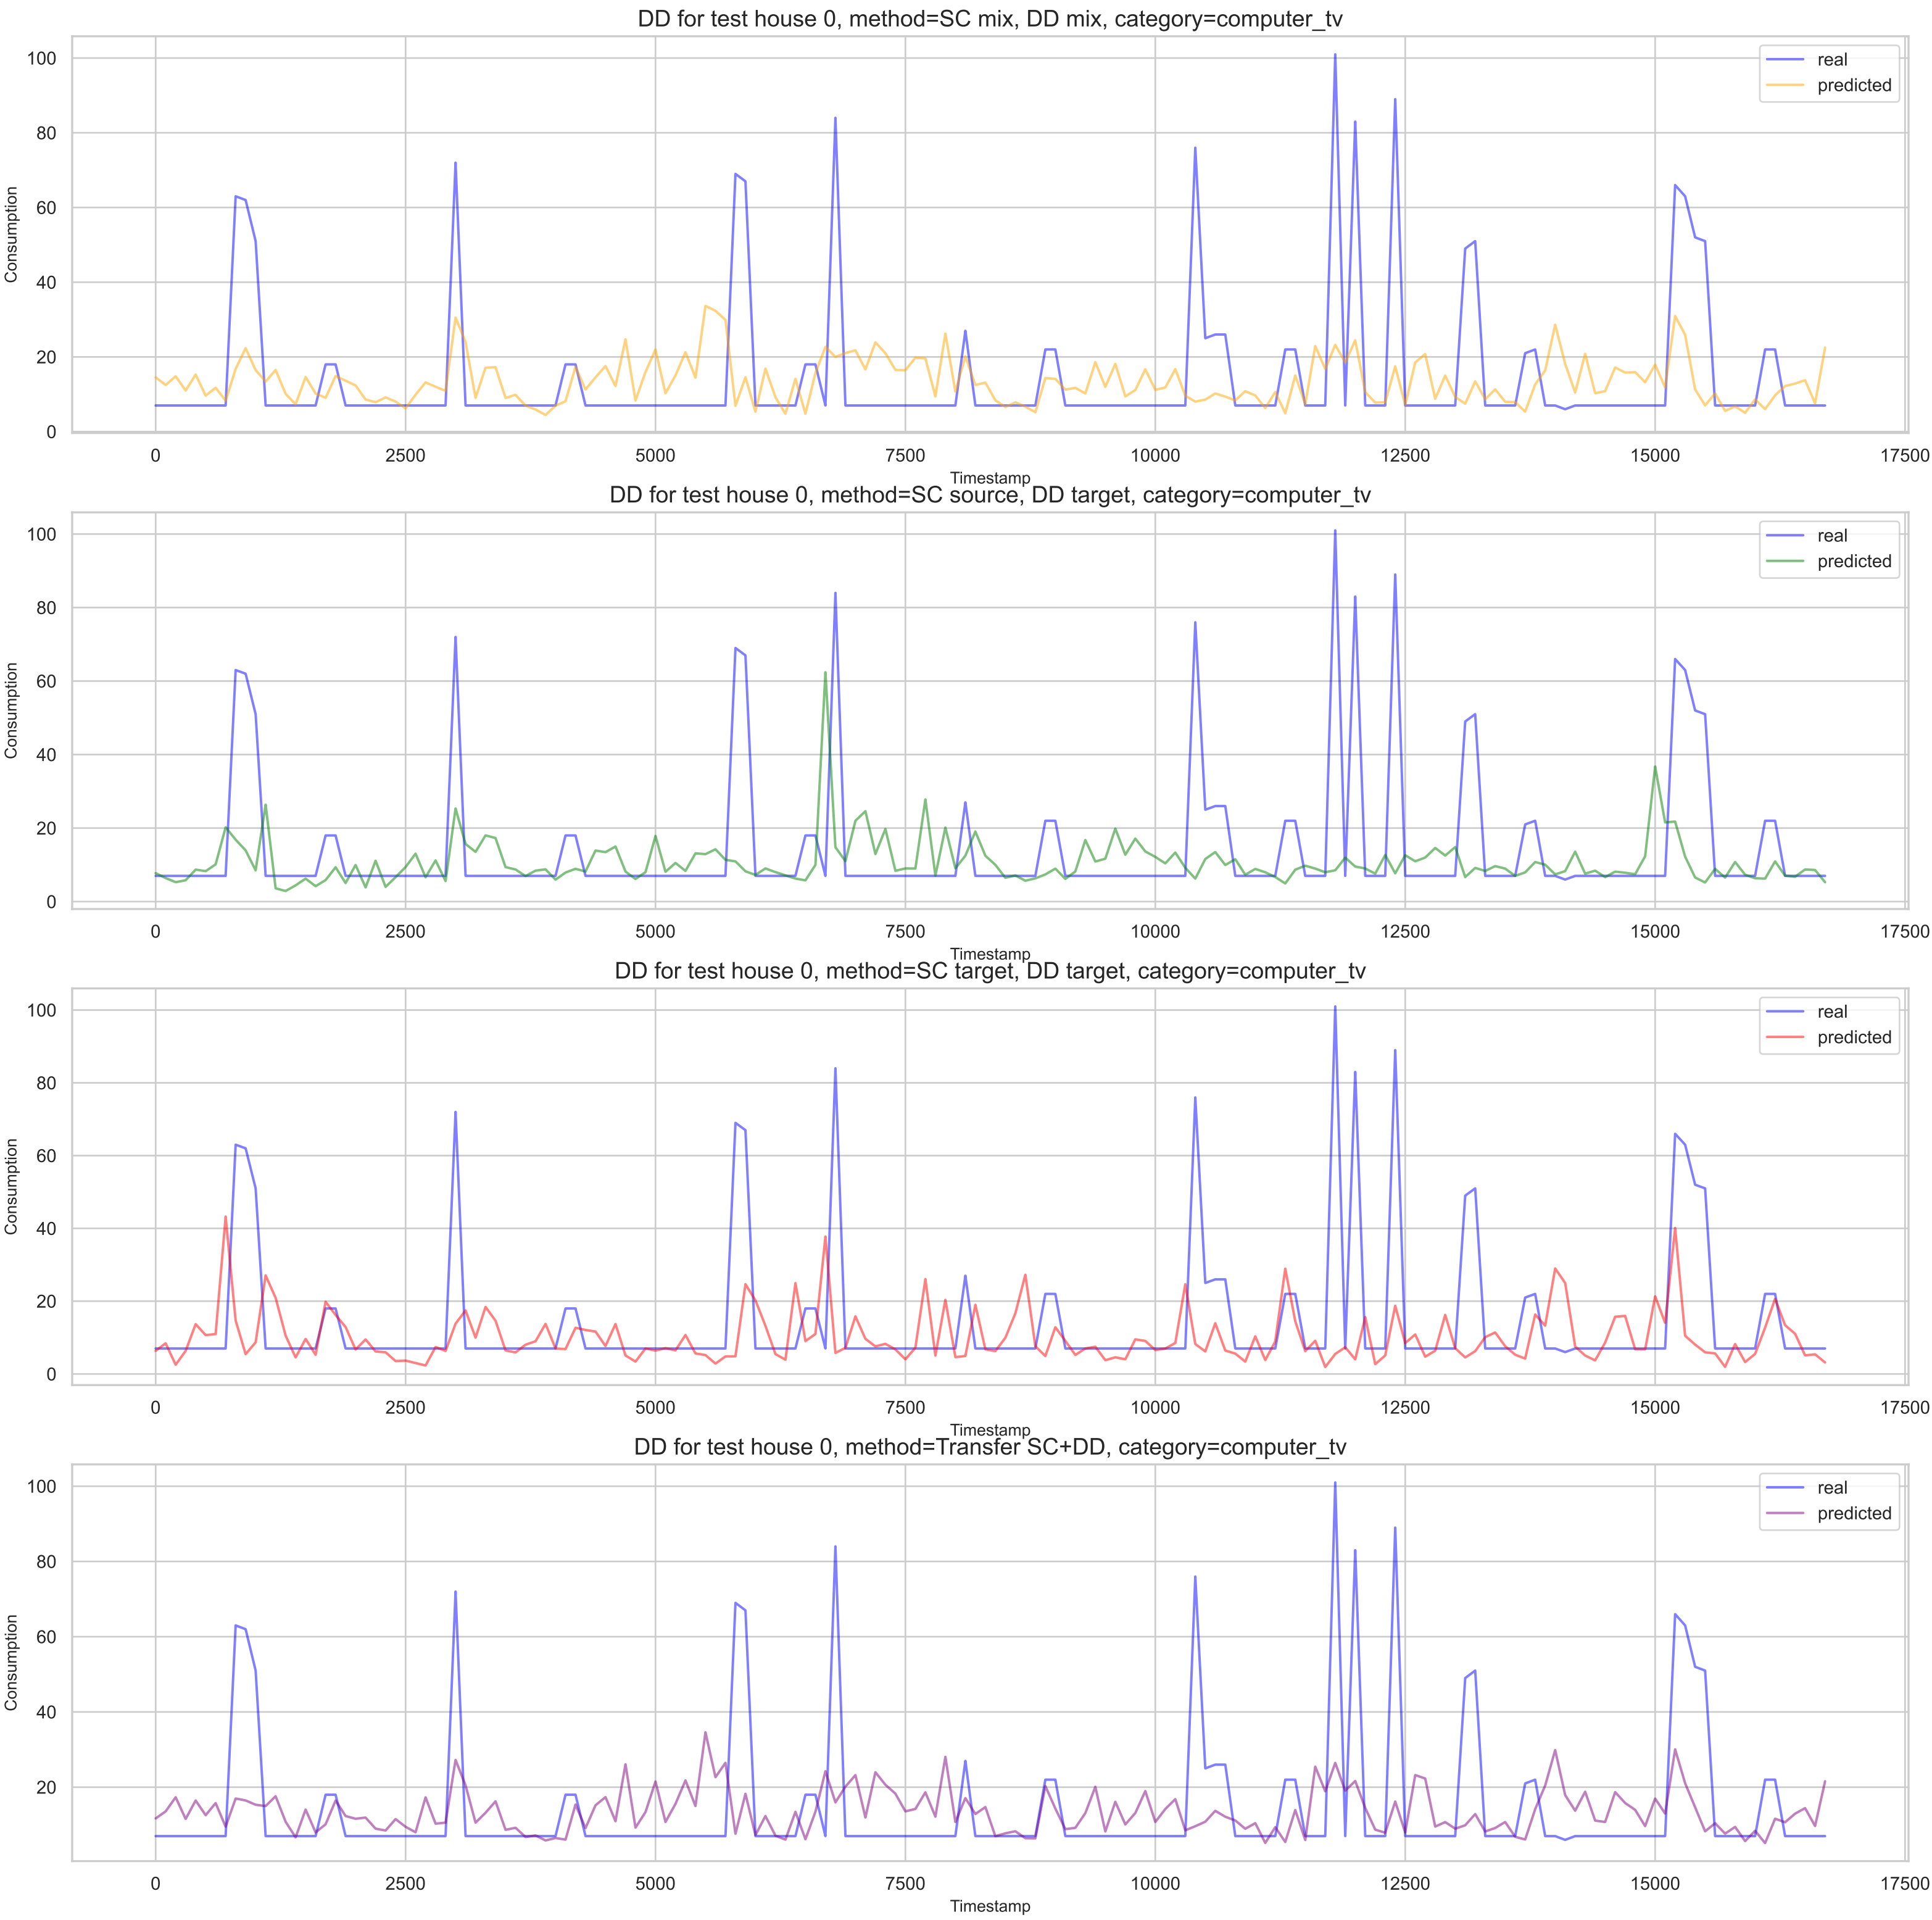 DD for test house 0, method=SC mix, DD mix, category=computer_tv
100
80
60
40
20
0
Consumption
real
predicted
0 2500 5000 7500 10000 12500 15000 17500
Timestamp
DD for test house 0, method=SC source, DD target, category=computer_tv
100
80
60
40
20
0
Consumption
real
predicted
0 2500 5000 7500 10000 12500 15000 17500
Timestamp
DD for test house 0, method=SC target, DD target, category=computer_tv
100
80
60
40
20
0
Consumption
real
predicted
0 2500 5000 7500 10000 12500 15000 17500
Timestamp
DD for test house 0, method=Transfer SC+DD, category=computer_tv
100
80
60
40
20
Consumption
real
predicted
0 2500 5000 7500 10000 12500 15000 17500
Timestamp